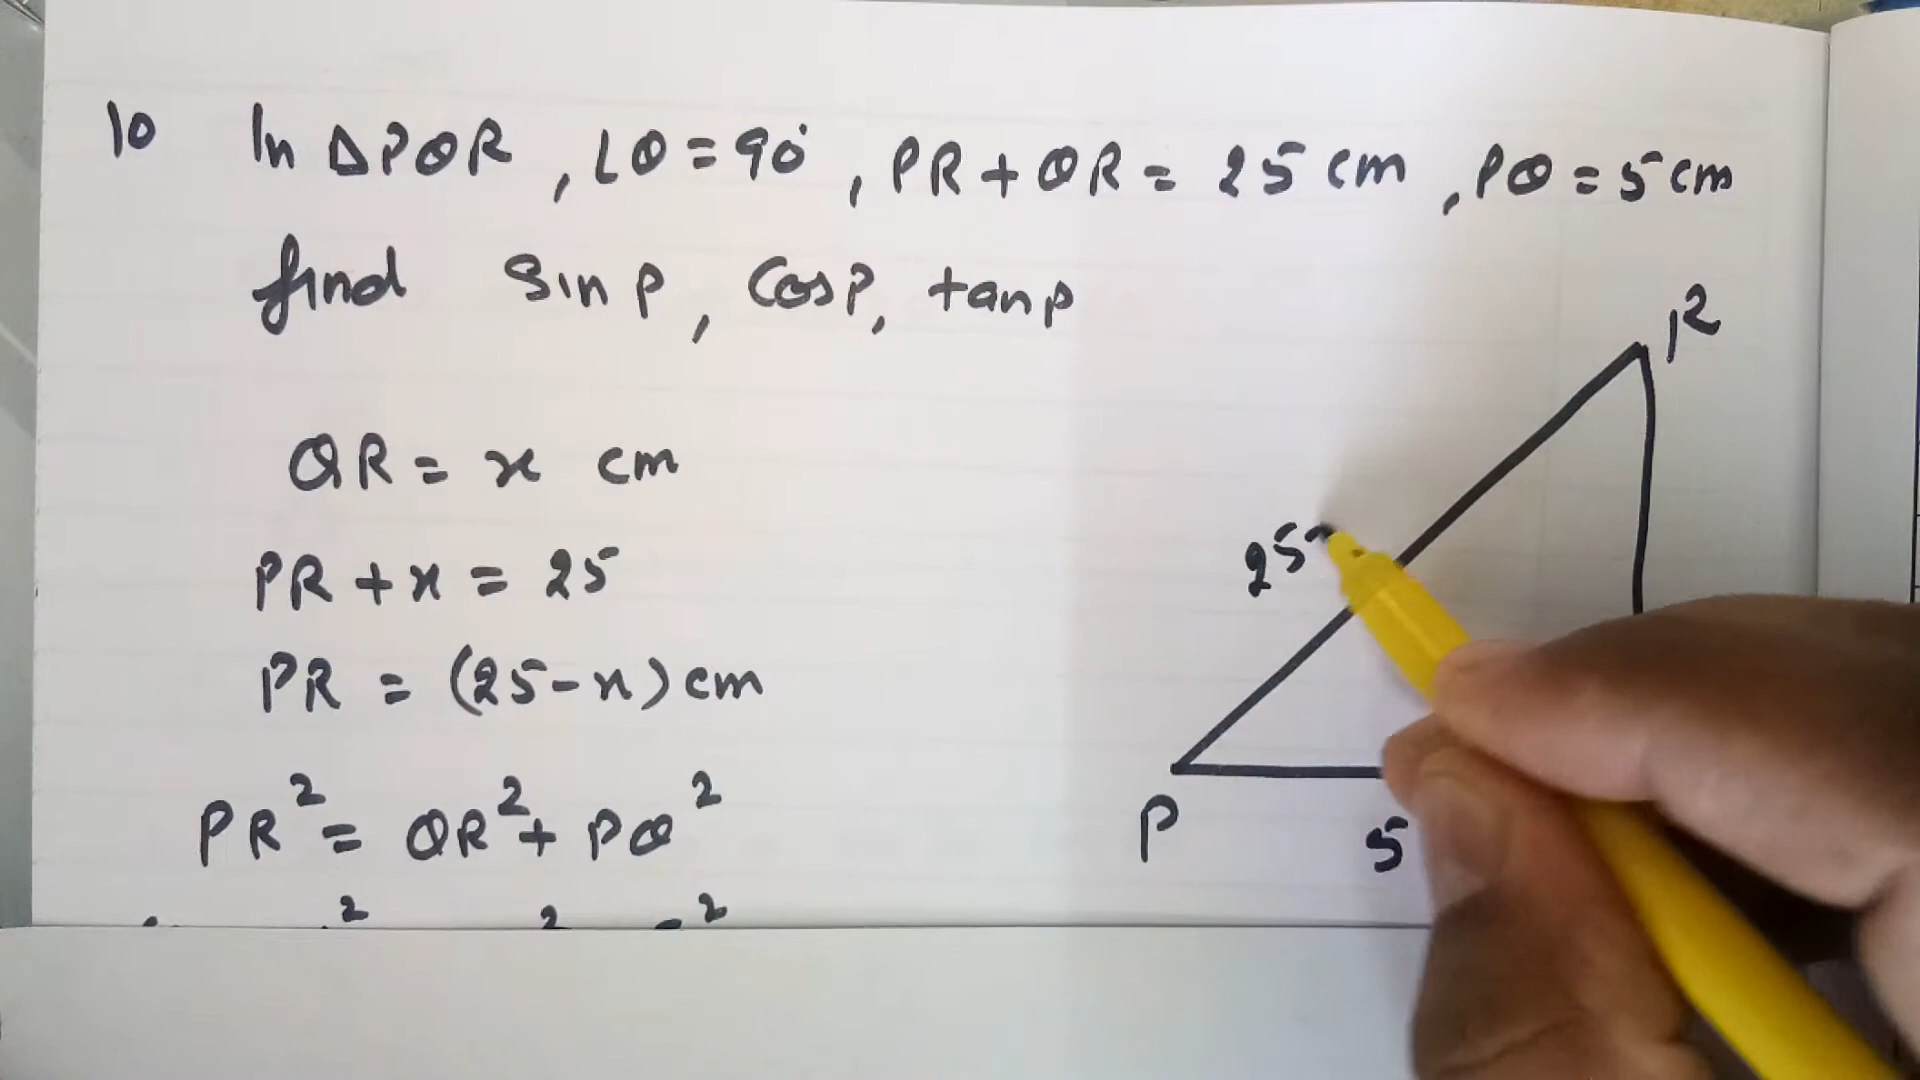 10 In ΔPQR, ∠Q = 90°, PR + QR = 25 cm, PQ = 5 cm
find Sin P, Cos P, tan P
R
QR = x cm
25-
PR + x = 25
PR = (25-x) cm
P
5
PR² = QR² + PQ²